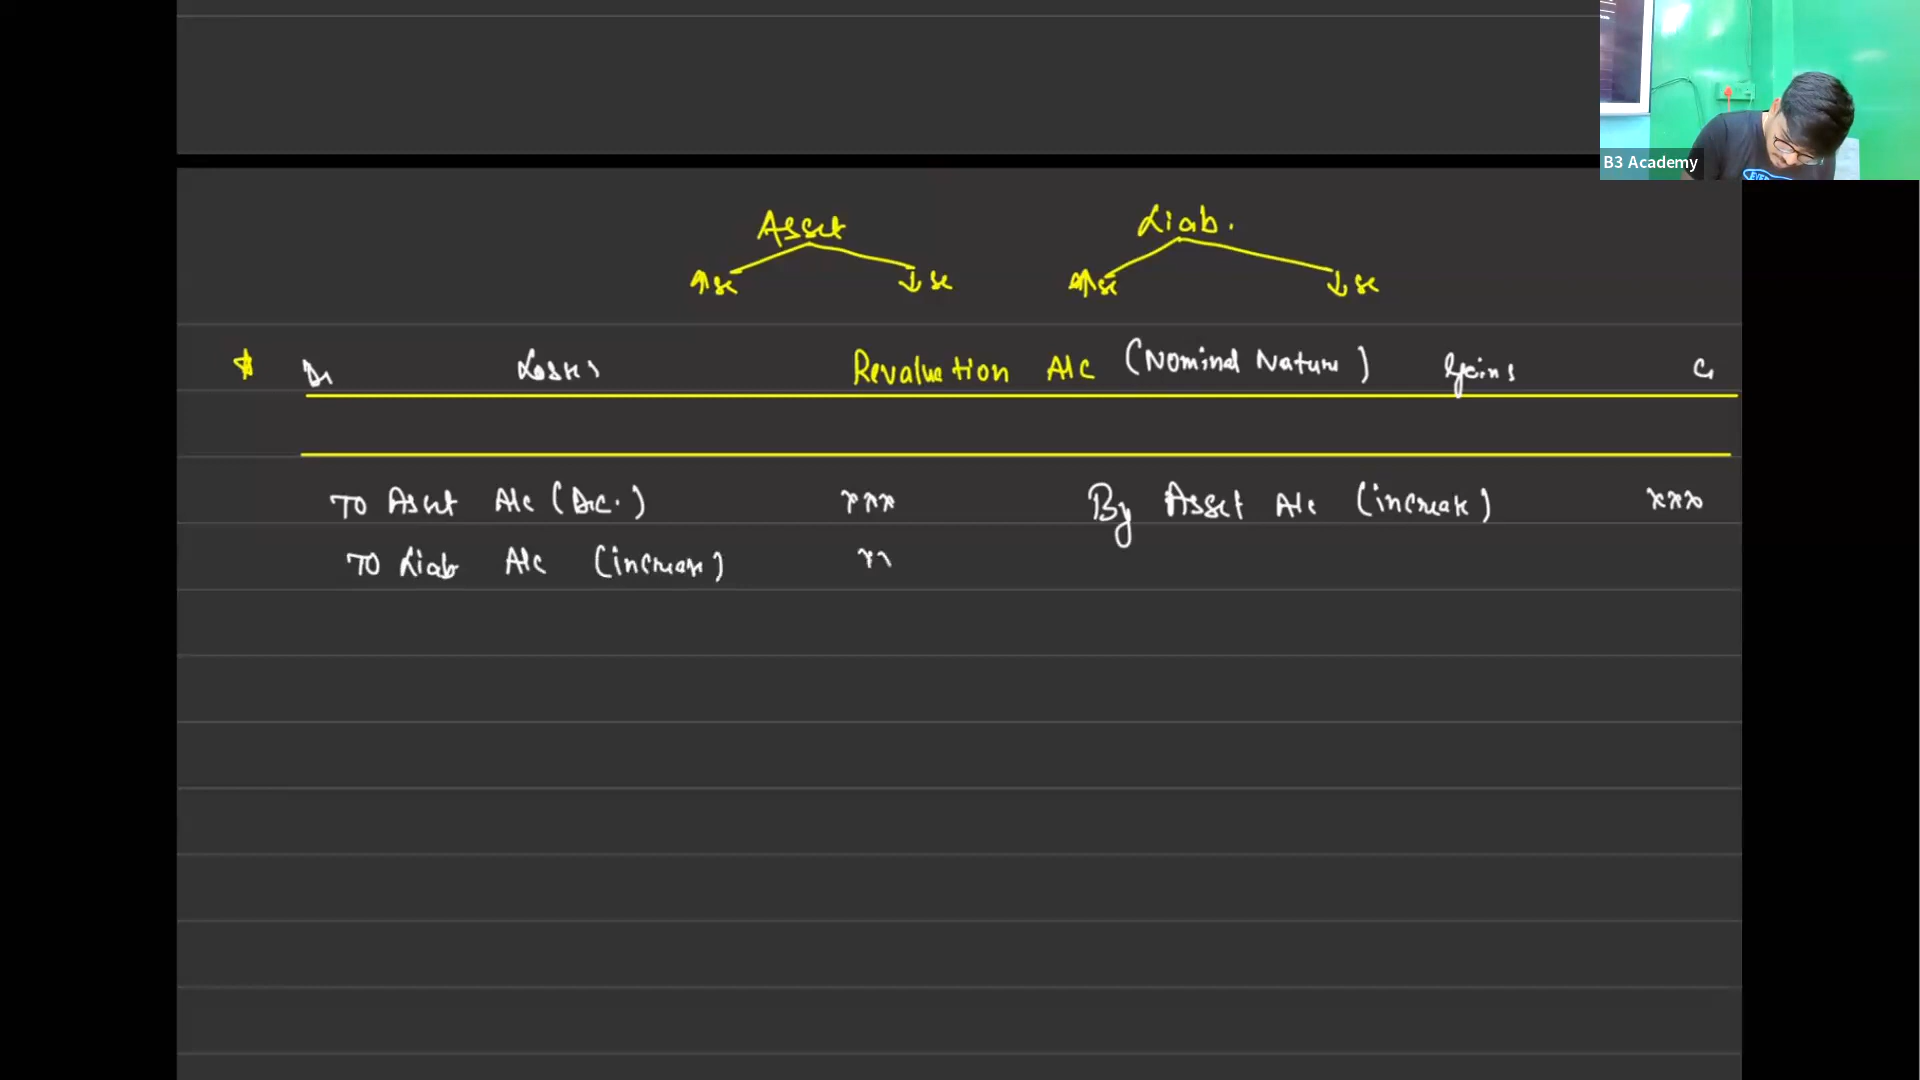 B3 Academy
Asset Liab.
↑se ↓se ↑se ↓se
Dr Losses Revaluation A/c (Nominal Nature) Gains Cr
To Asset A/c (Dec.) xxx By Asset A/c (increase) xxx
To Liab A/c (increase) xx